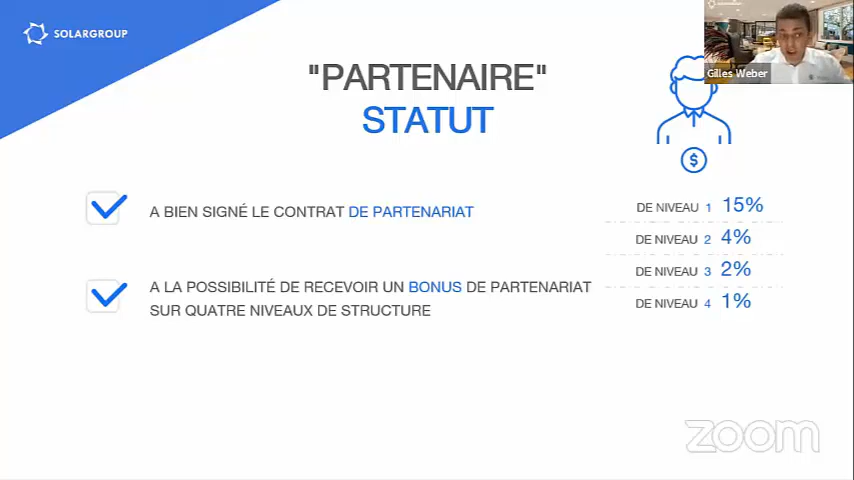 SOLARGROUP
Gilles Weber
"PARTENAIRE"
STATUT
$
A BIEN SIGNÉ LE CONTRAT DE PARTENARIAT
A LA POSSIBILITÉ DE RECEVOIR UN BONUS DE PARTENARIAT
SUR QUATRE NIVEAUX DE STRUCTURE
DE NIVEAU 1 15%
DE NIVEAU 2 4%
DE NIVEAU 3 2%
DE NIVEAU 4 1%
zoom